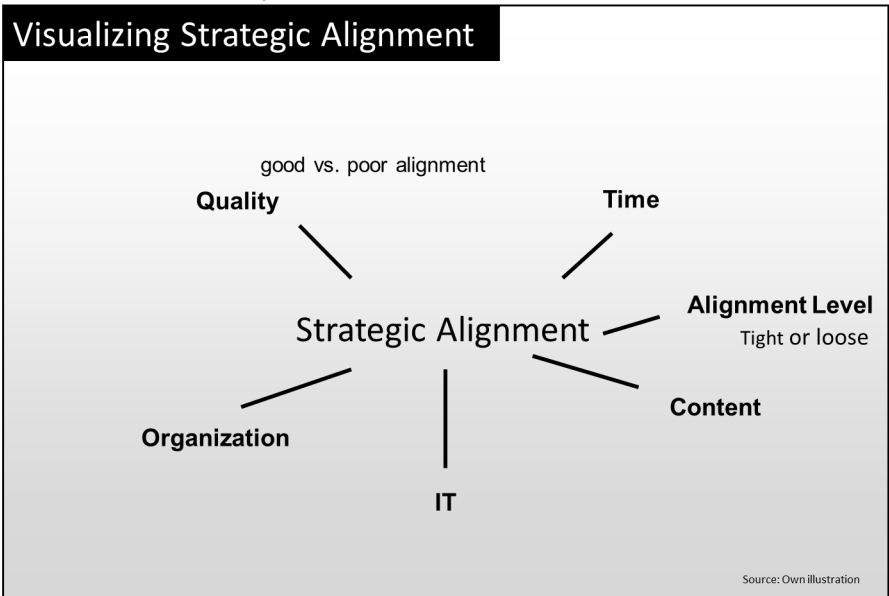 Visualizing Strategic Alignment
good vs. poor alignment
Quality
Time
Alignment Level
Tight or loose
Strategic Alignment
Content
Organization
IT
Source: Own illustration